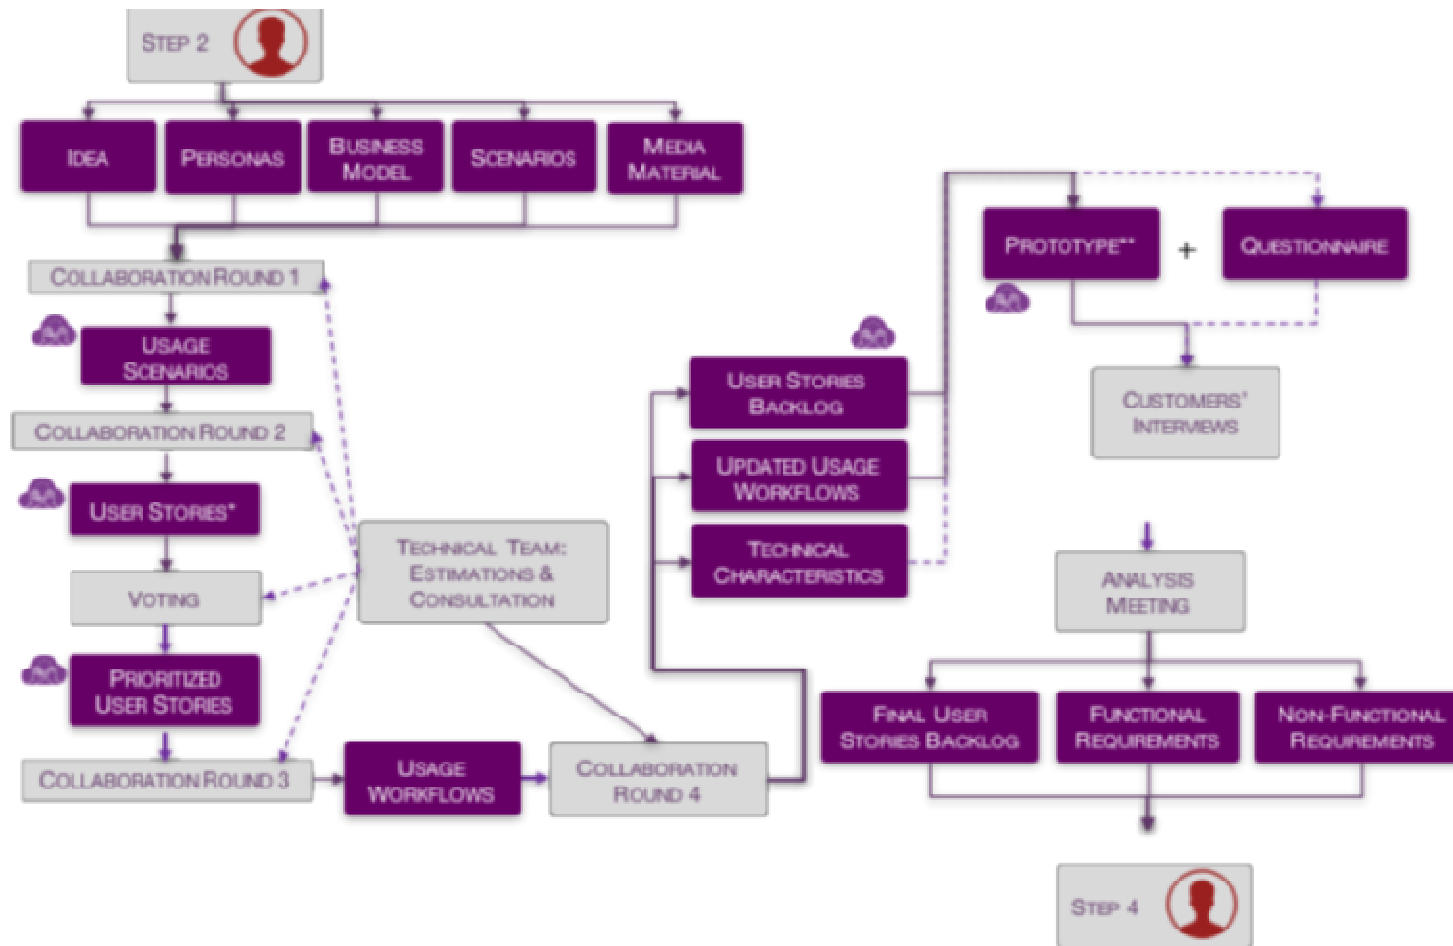 STEP 2
IDEA
PERSONAS
BUSINESS
MODEL
SCENARIOS
MEDIA
MATERIAL
COLLABORATION ROUND 1
USAGE
SCENARIOS
COLLABORATION ROUND 2
USER STORIES*
VOTING
PRIORITIZED
USER STORIES
COLLABORATION ROUND 3
TECHNICAL TEAM:
ESTIMATIONS &
CONSULTATION
USAGE
WORKFLOWS
COLLABORATION
ROUND 4
USER STORIES
BACKLOG
UPDATED USAGE
WORKFLOWS
TECHNICAL
CHARACTERISTICS
PROTOTYPE**
+
QUESTIONNAIRE
CUSTOMERS'
INTERVIEWS
ANALYSIS
MEETING
FINAL USER
STORIES BACKLOG
FUNCTIONAL
REQUIREMENTS
NON-FUNCTIONAL
REQUIREMENTS
STEP 4